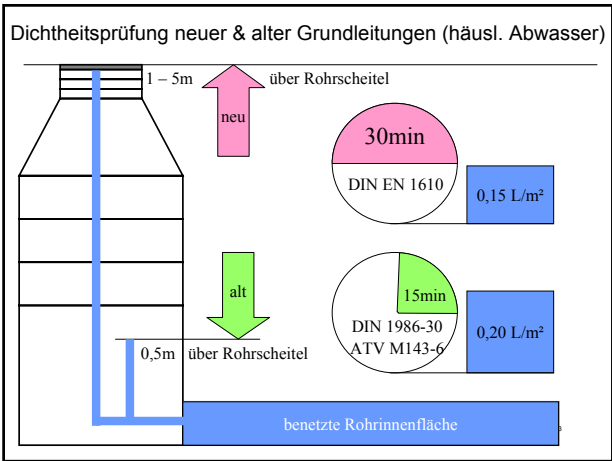 Dichtheitsprüfung neuer & alter Grundleitungen (häusl. Abwasser)
1 – 5m über Rohrscheitel
neu
30min
DIN EN 1610
0,15 L/m²
alt
15min
DIN 1986-30
ATV M143-6
0,20 L/m²
0,5m über Rohrscheitel
benetzte Rohrinnenfläche